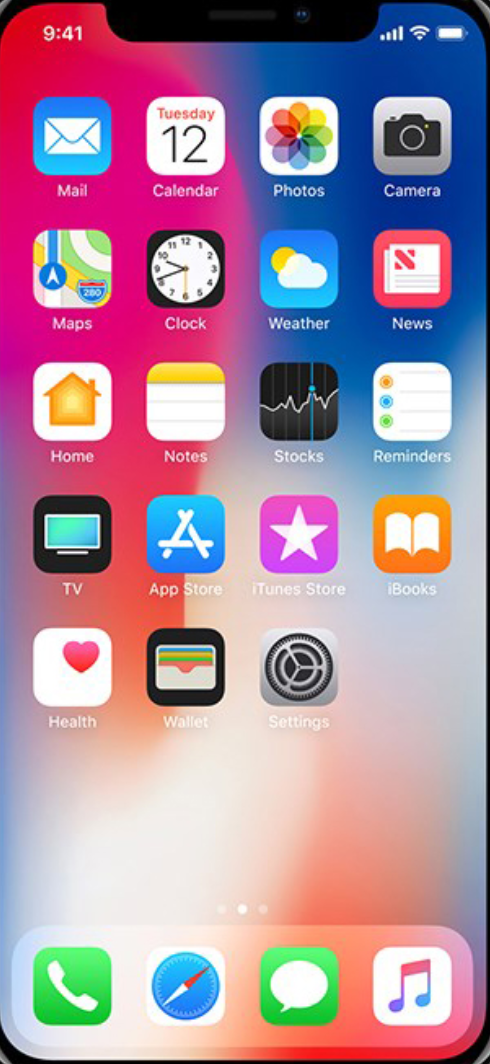 9:41
Tuesday
12
Mail Calendar Photos Camera
280
Maps Clock Weather News
Home Notes Stocks Reminders
TV App Store iTunes Store iBooks
Health Wallet Settings